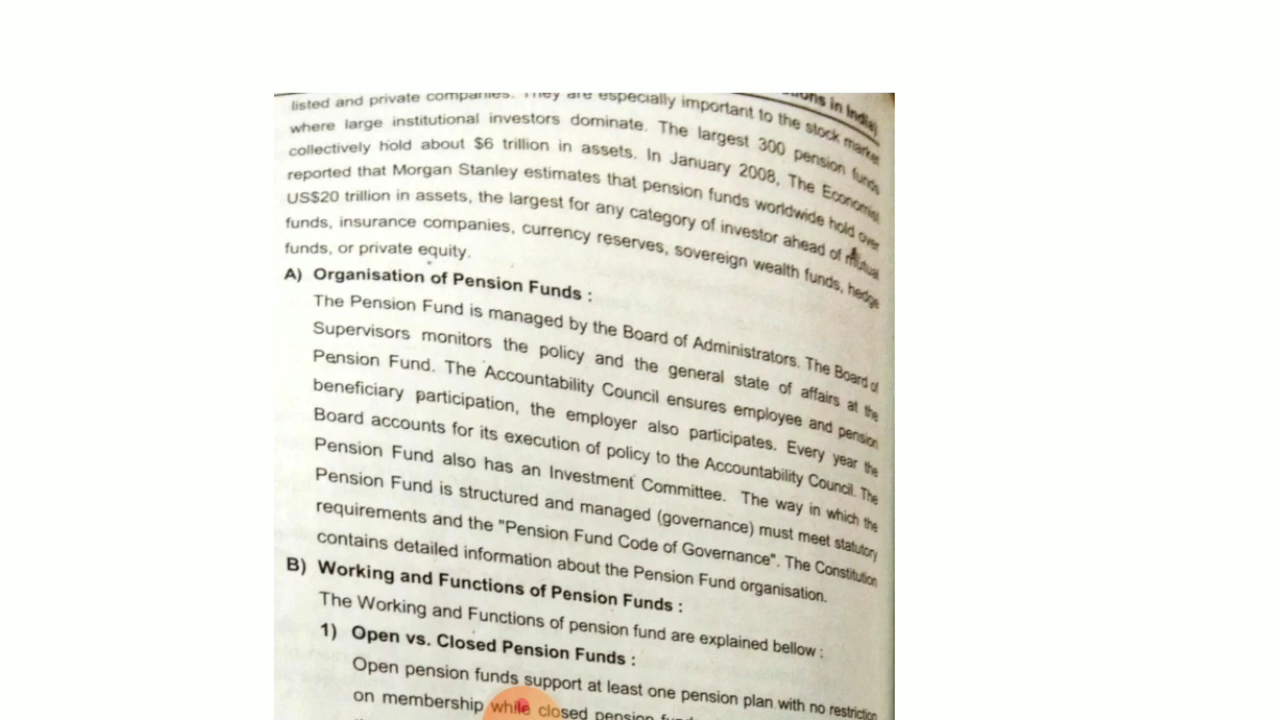 ons in India)
listed and private companies. They are especially important to the stock market
where large institutional investors dominate. The largest 300 pension funds
collectively hold about $6 trillion in assets. In January 2008, The Economist
reported that Morgan Stanley estimates that pension funds worldwide hold over
US$20 trillion in assets, the largest for any category of investor ahead of mutual
funds, insurance companies, currency reserves, sovereign wealth funds, hedge
funds, or private equity.
A) Organisation of Pension Funds :
The Pension Fund is managed by the Board of Administrators. The Board of
Supervisors monitors the policy and the general state of affairs at the
Pension Fund. The Accountability Council ensures employee and pension
beneficiary participation, the employer also participates. Every year the
Board accounts for its execution of policy to the Accountability Council. The
Pension Fund also has an Investment Committee. The way in which the
Pension Fund is structured and managed (governance) must meet statutory
requirements and the "Pension Fund Code of Governance". The Constitution
contains detailed information about the Pension Fund organisation.
B) Working and Functions of Pension Funds :
The Working and Functions of pension fund are explained bellow :
1) Open vs. Closed Pension Funds :
Open pension funds support at least one pension plan with no restriction
on membership while closed pension